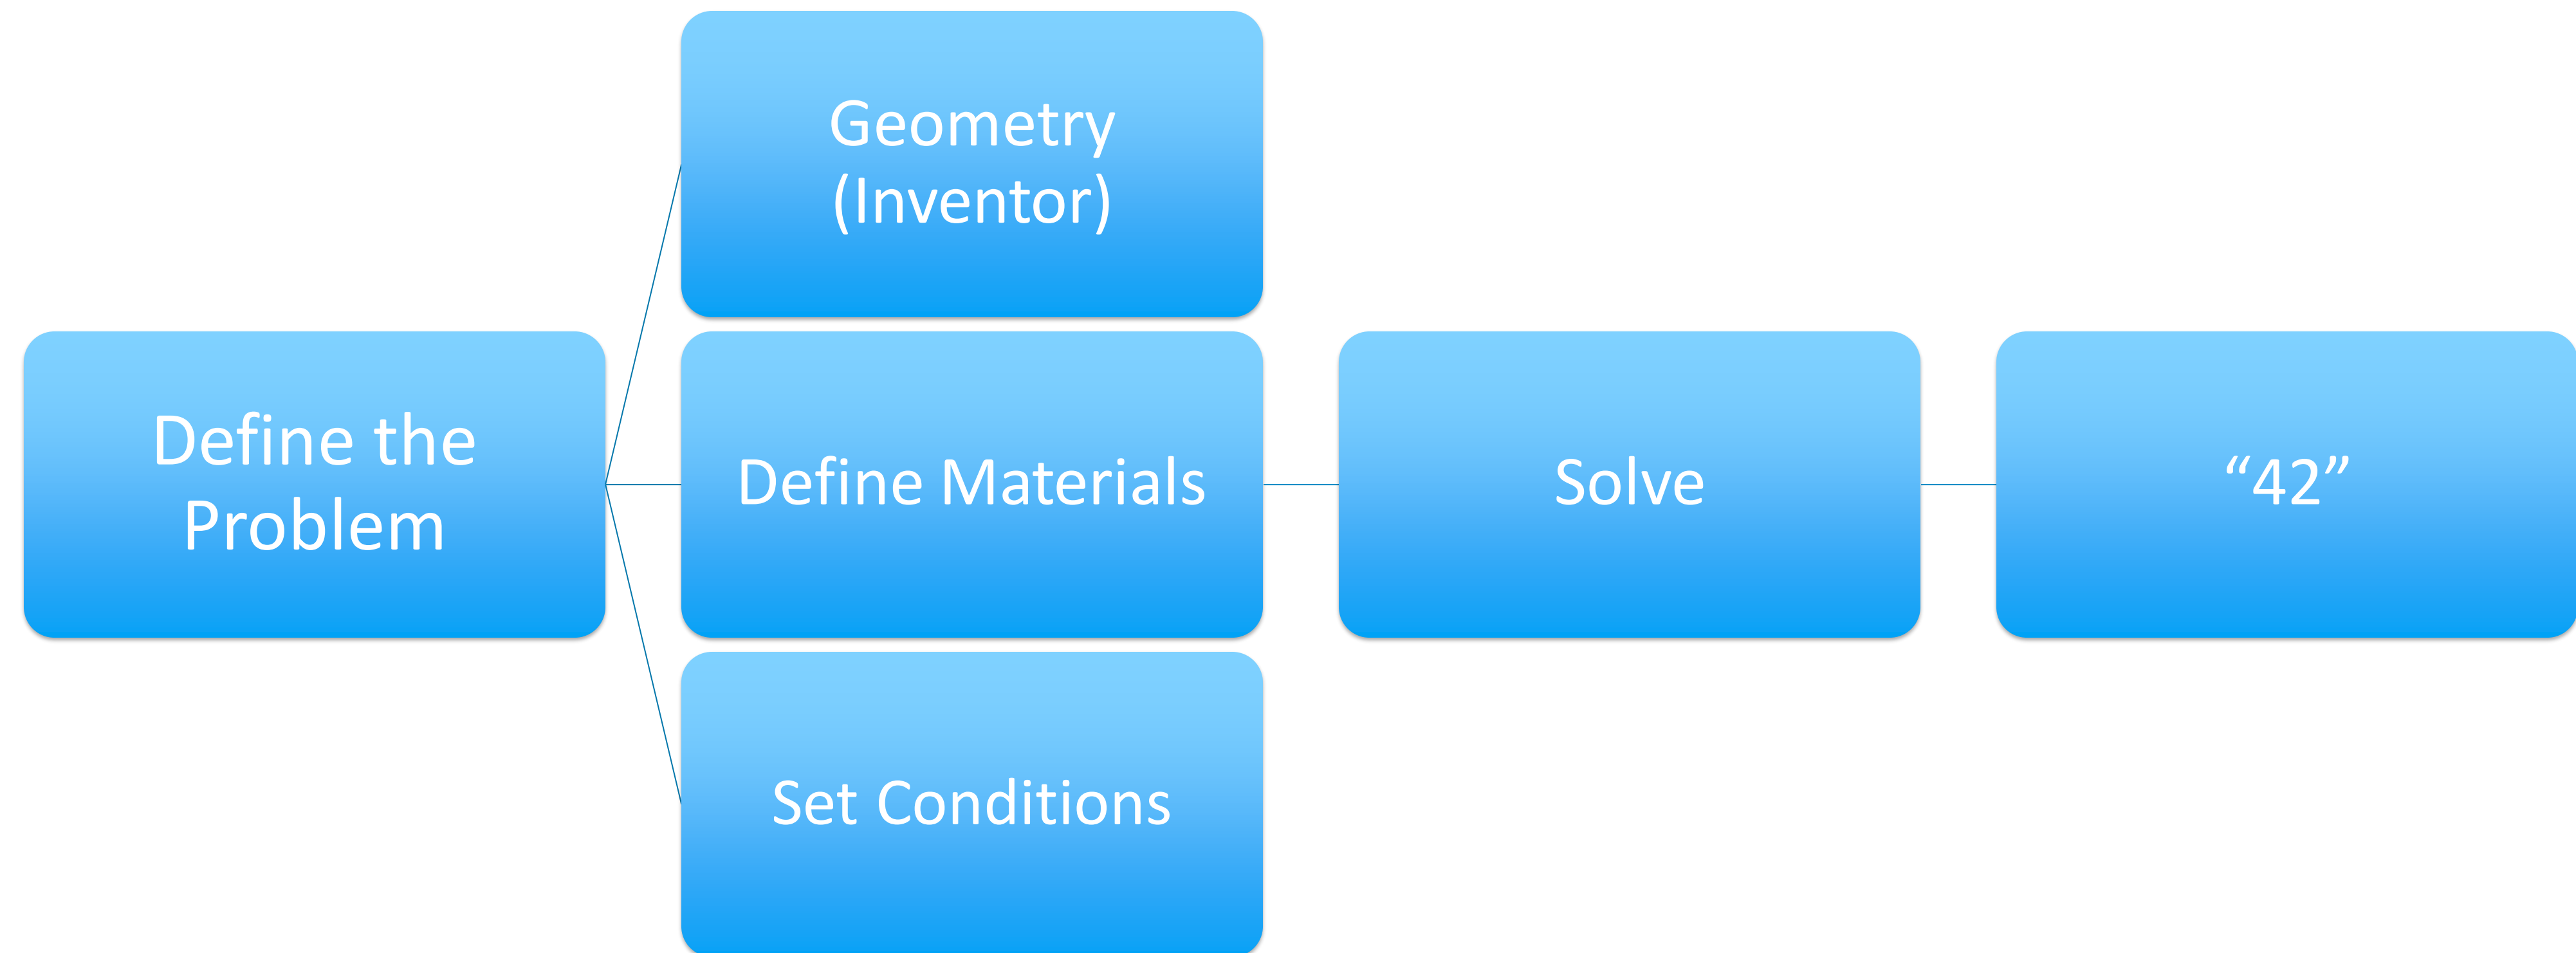 Define the
Problem
Geometry
(Inventor)
Define Materials
Set Conditions
Solve
“42”